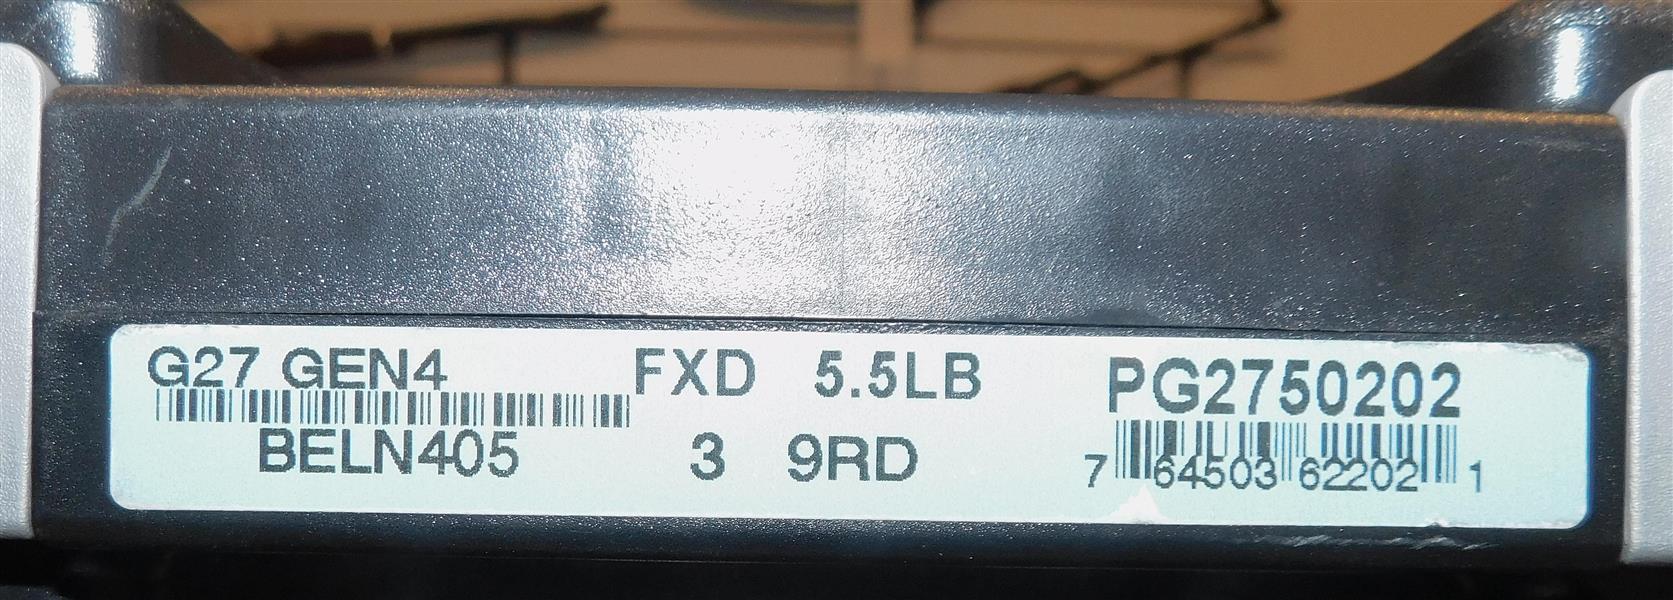 G27 GEN4 FXD 5.5LB PG2750202
BELN405 3 9RD 7 64503 62202 1